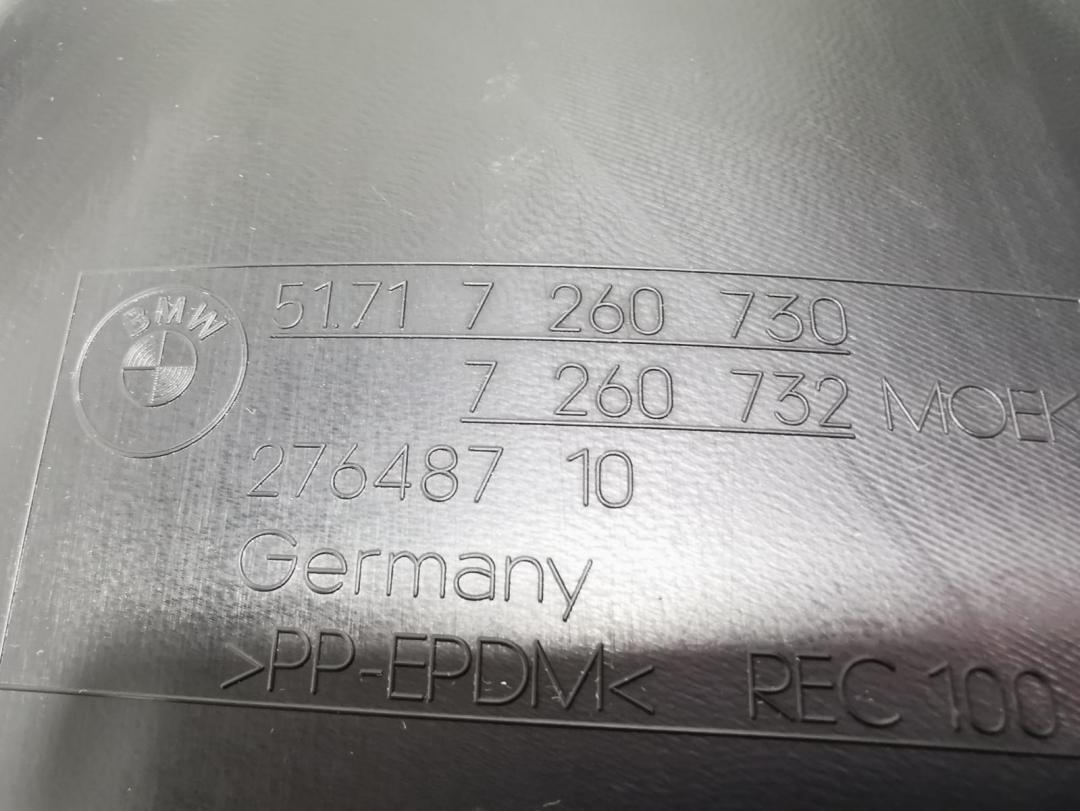 BMW
51.71 7 260 730
7 260 732 MOEK
276487 10
Germany
>PP-EPDM< REC 100